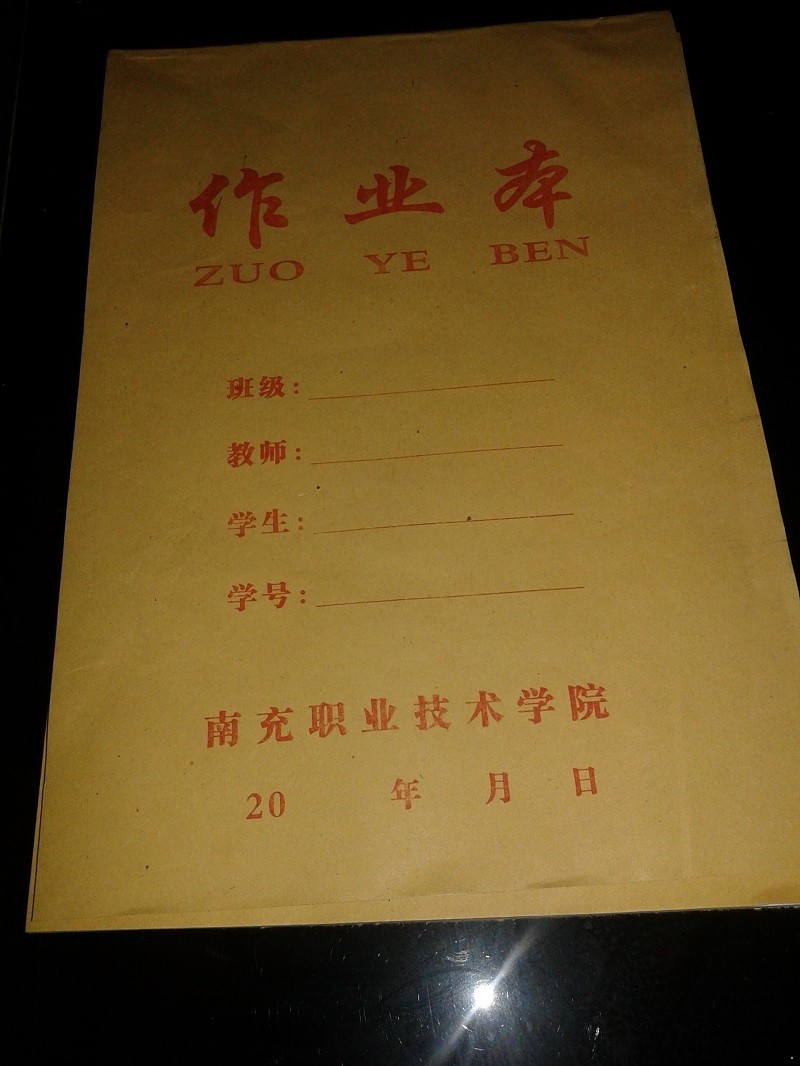 作业本
ZUO YE BEN
班级:
教师:
学生:
学号:
南充职业技术学院
20 年 月 日